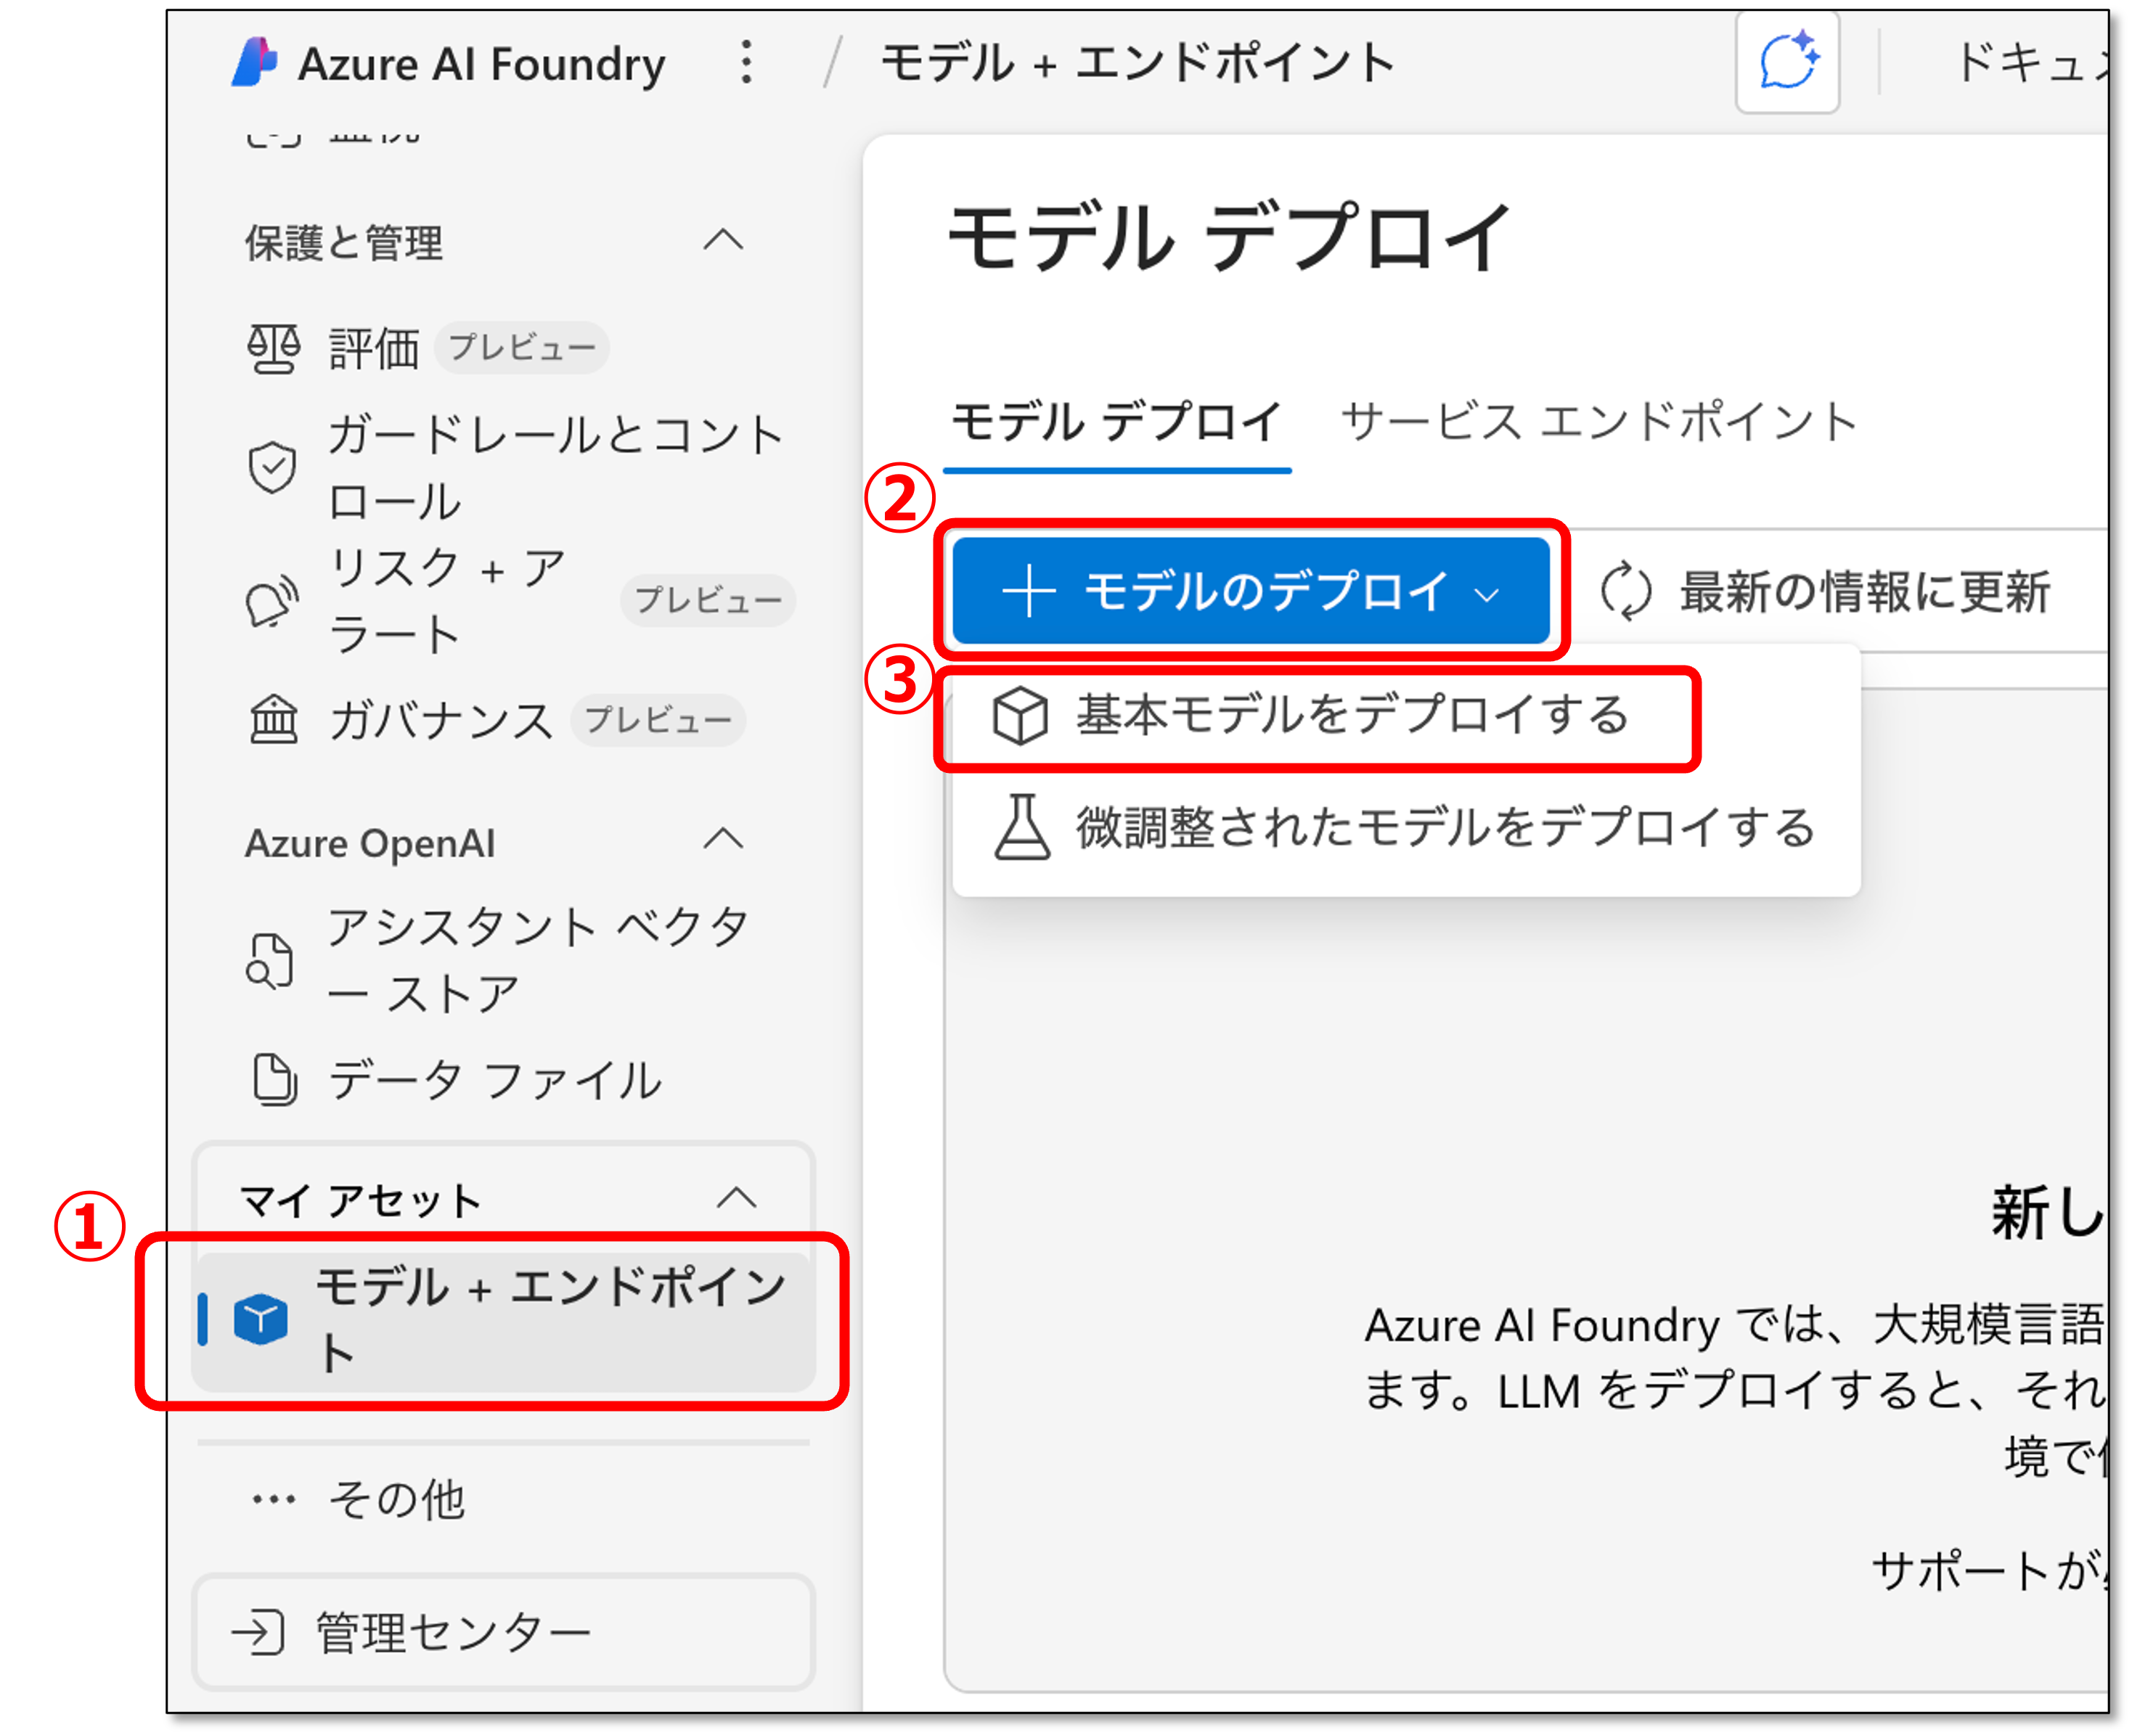 Azure AI Foundry
/ モデル + エンドポイント
ドキュ
保護と管理
評価 プレビュー
ガードレールとコント
ロール
リスク + ア
ラート
プレビュー
ガバナンス プレビュー
Azure OpenAI
アシスタント ベクタ
ー ストア
データ ファイル
マイ アセット
①
モデル + エンドポイン
ト
その他
管理センター
モデル デプロイ
モデル デプロイ サービス エンドポイント
②
+ モデルのデプロイ 最新の情報に更新
③
基本モデルをデプロイする
微調整されたモデルをデプロイする
新し
Azure AI Foundry では、大規模言語
ます。LLM をデプロイすると、それ
境で
サポートが